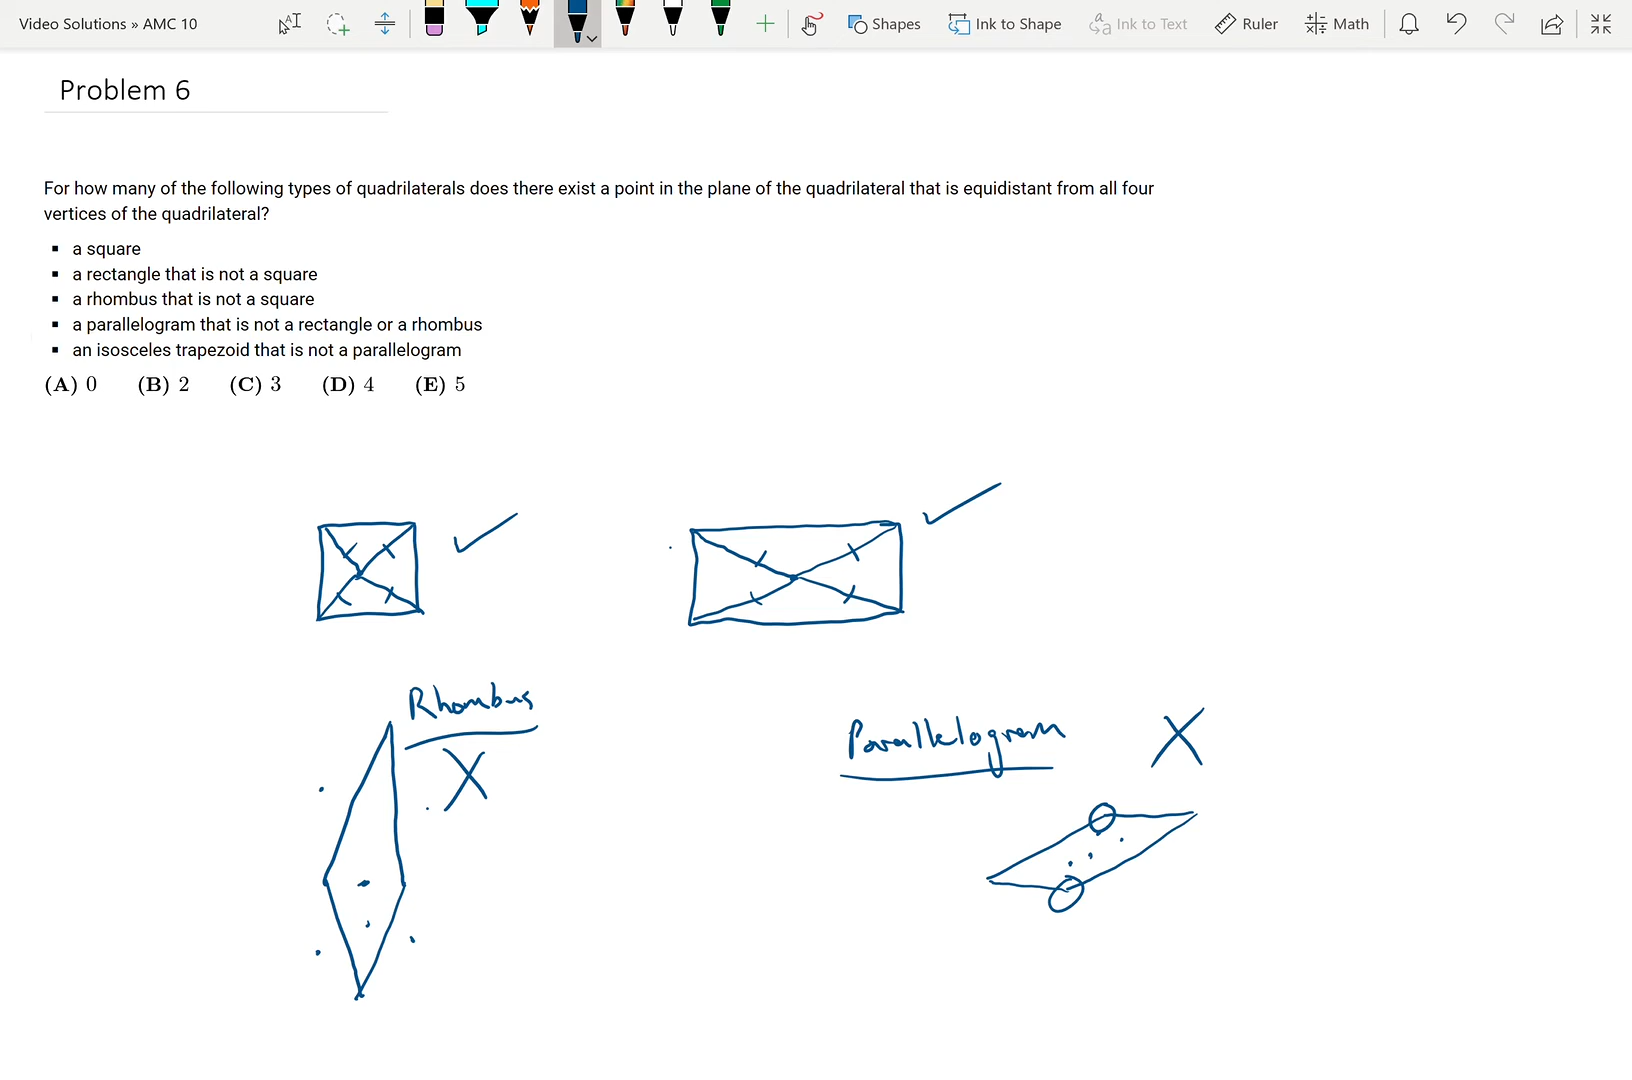 Video Solutions » AMC 10
Shapes
Ink to Shape
Ink to Text
Ruler
Math
Problem 6
For how many of the following types of quadrilaterals does there exist a point in the plane of the quadrilateral that is equidistant from all four
vertices of the quadrilateral?
▪ a square
▪ a rectangle that is not a square
▪ a rhombus that is not a square
▪ a parallelogram that is not a rectangle or a rhombus
▪ an isosceles trapezoid that is not a parallelogram
(A) 0 (B) 2 (C) 3 (D) 4 (E) 5
Rhombus
Parallelogram